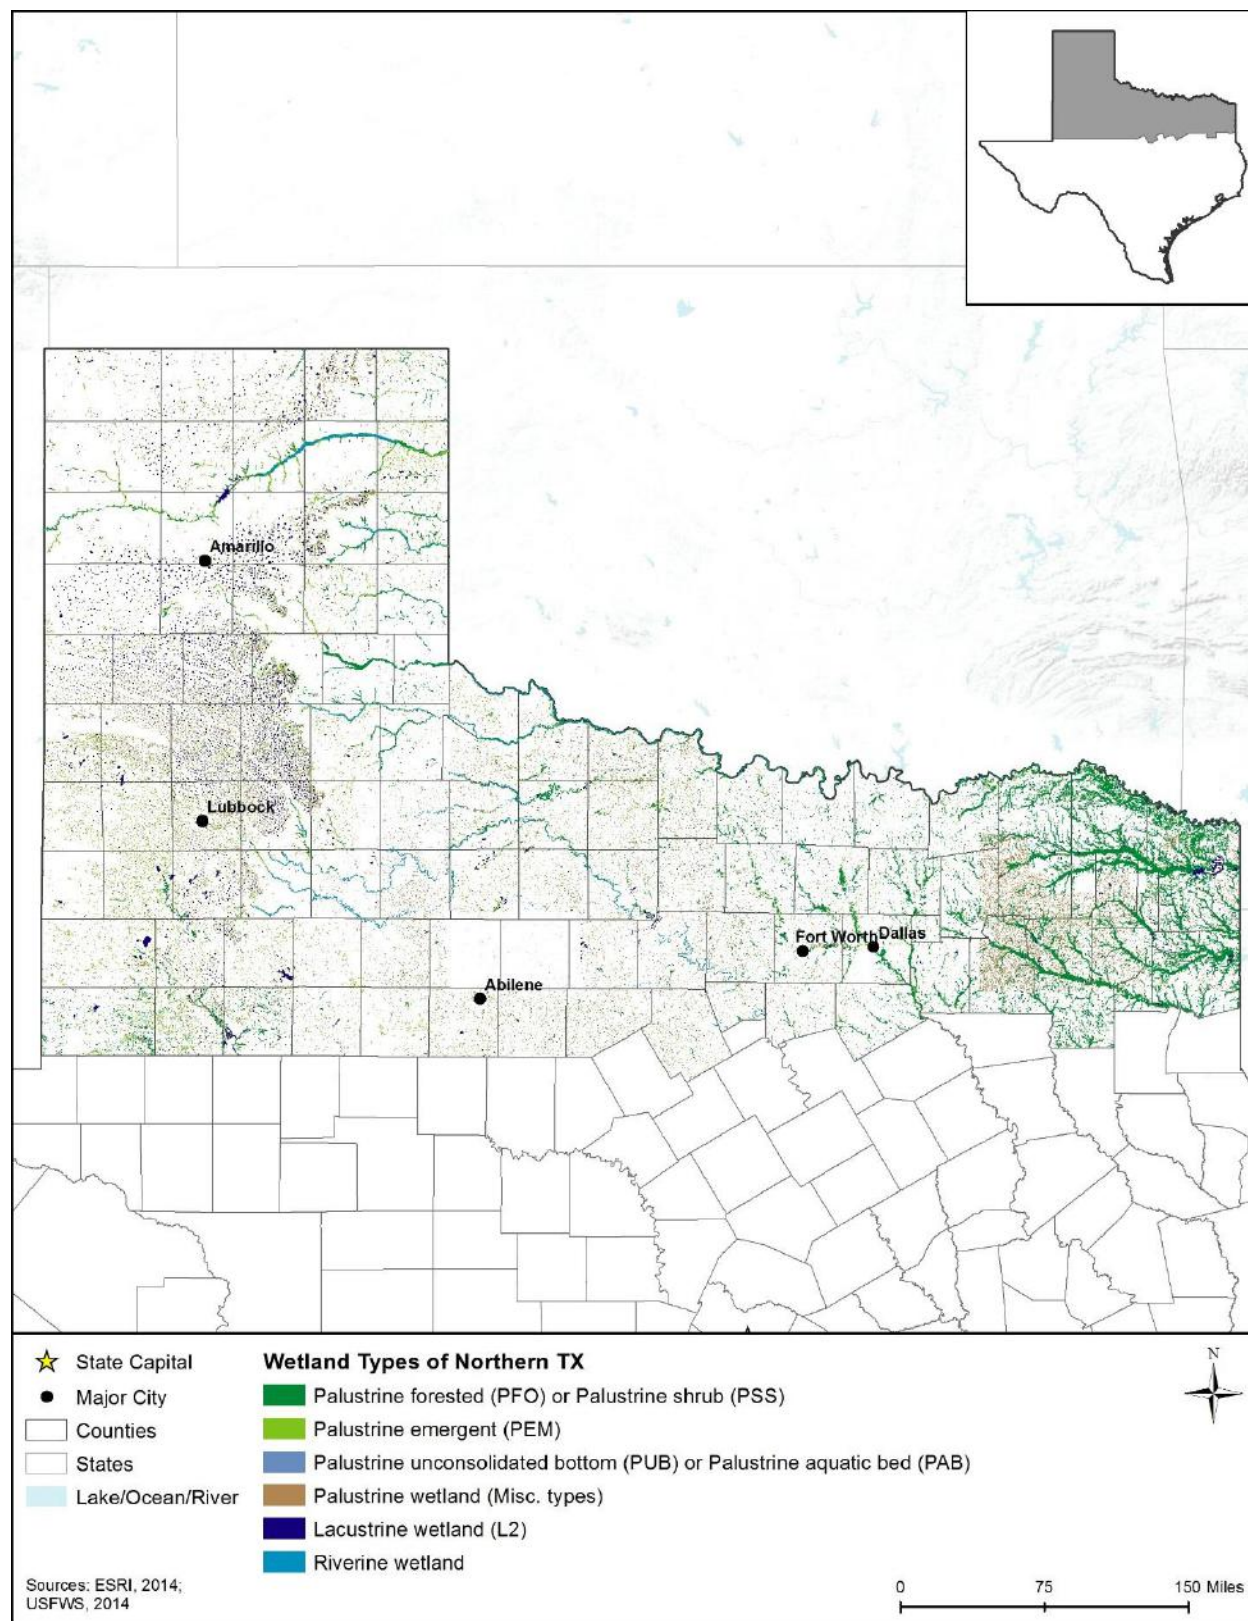 Amarillo
Lubbock
Fort Worth
Dallas
Abilene
State Capital
Major City
Counties
States
Lake/Ocean/River
Sources: ESRI, 2014;
USFWS, 2014
Wetland Types of Northern TX
Palustrine forested (PFO) or Palustrine shrub (PSS)
Palustrine emergent (PEM)
Palustrine unconsolidated bottom (PUB) or Palustrine aquatic bed (PAB)
Palustrine wetland (Misc. types)
Lacustrine wetland (L2)
Riverine wetland
N
0 75 150 Miles